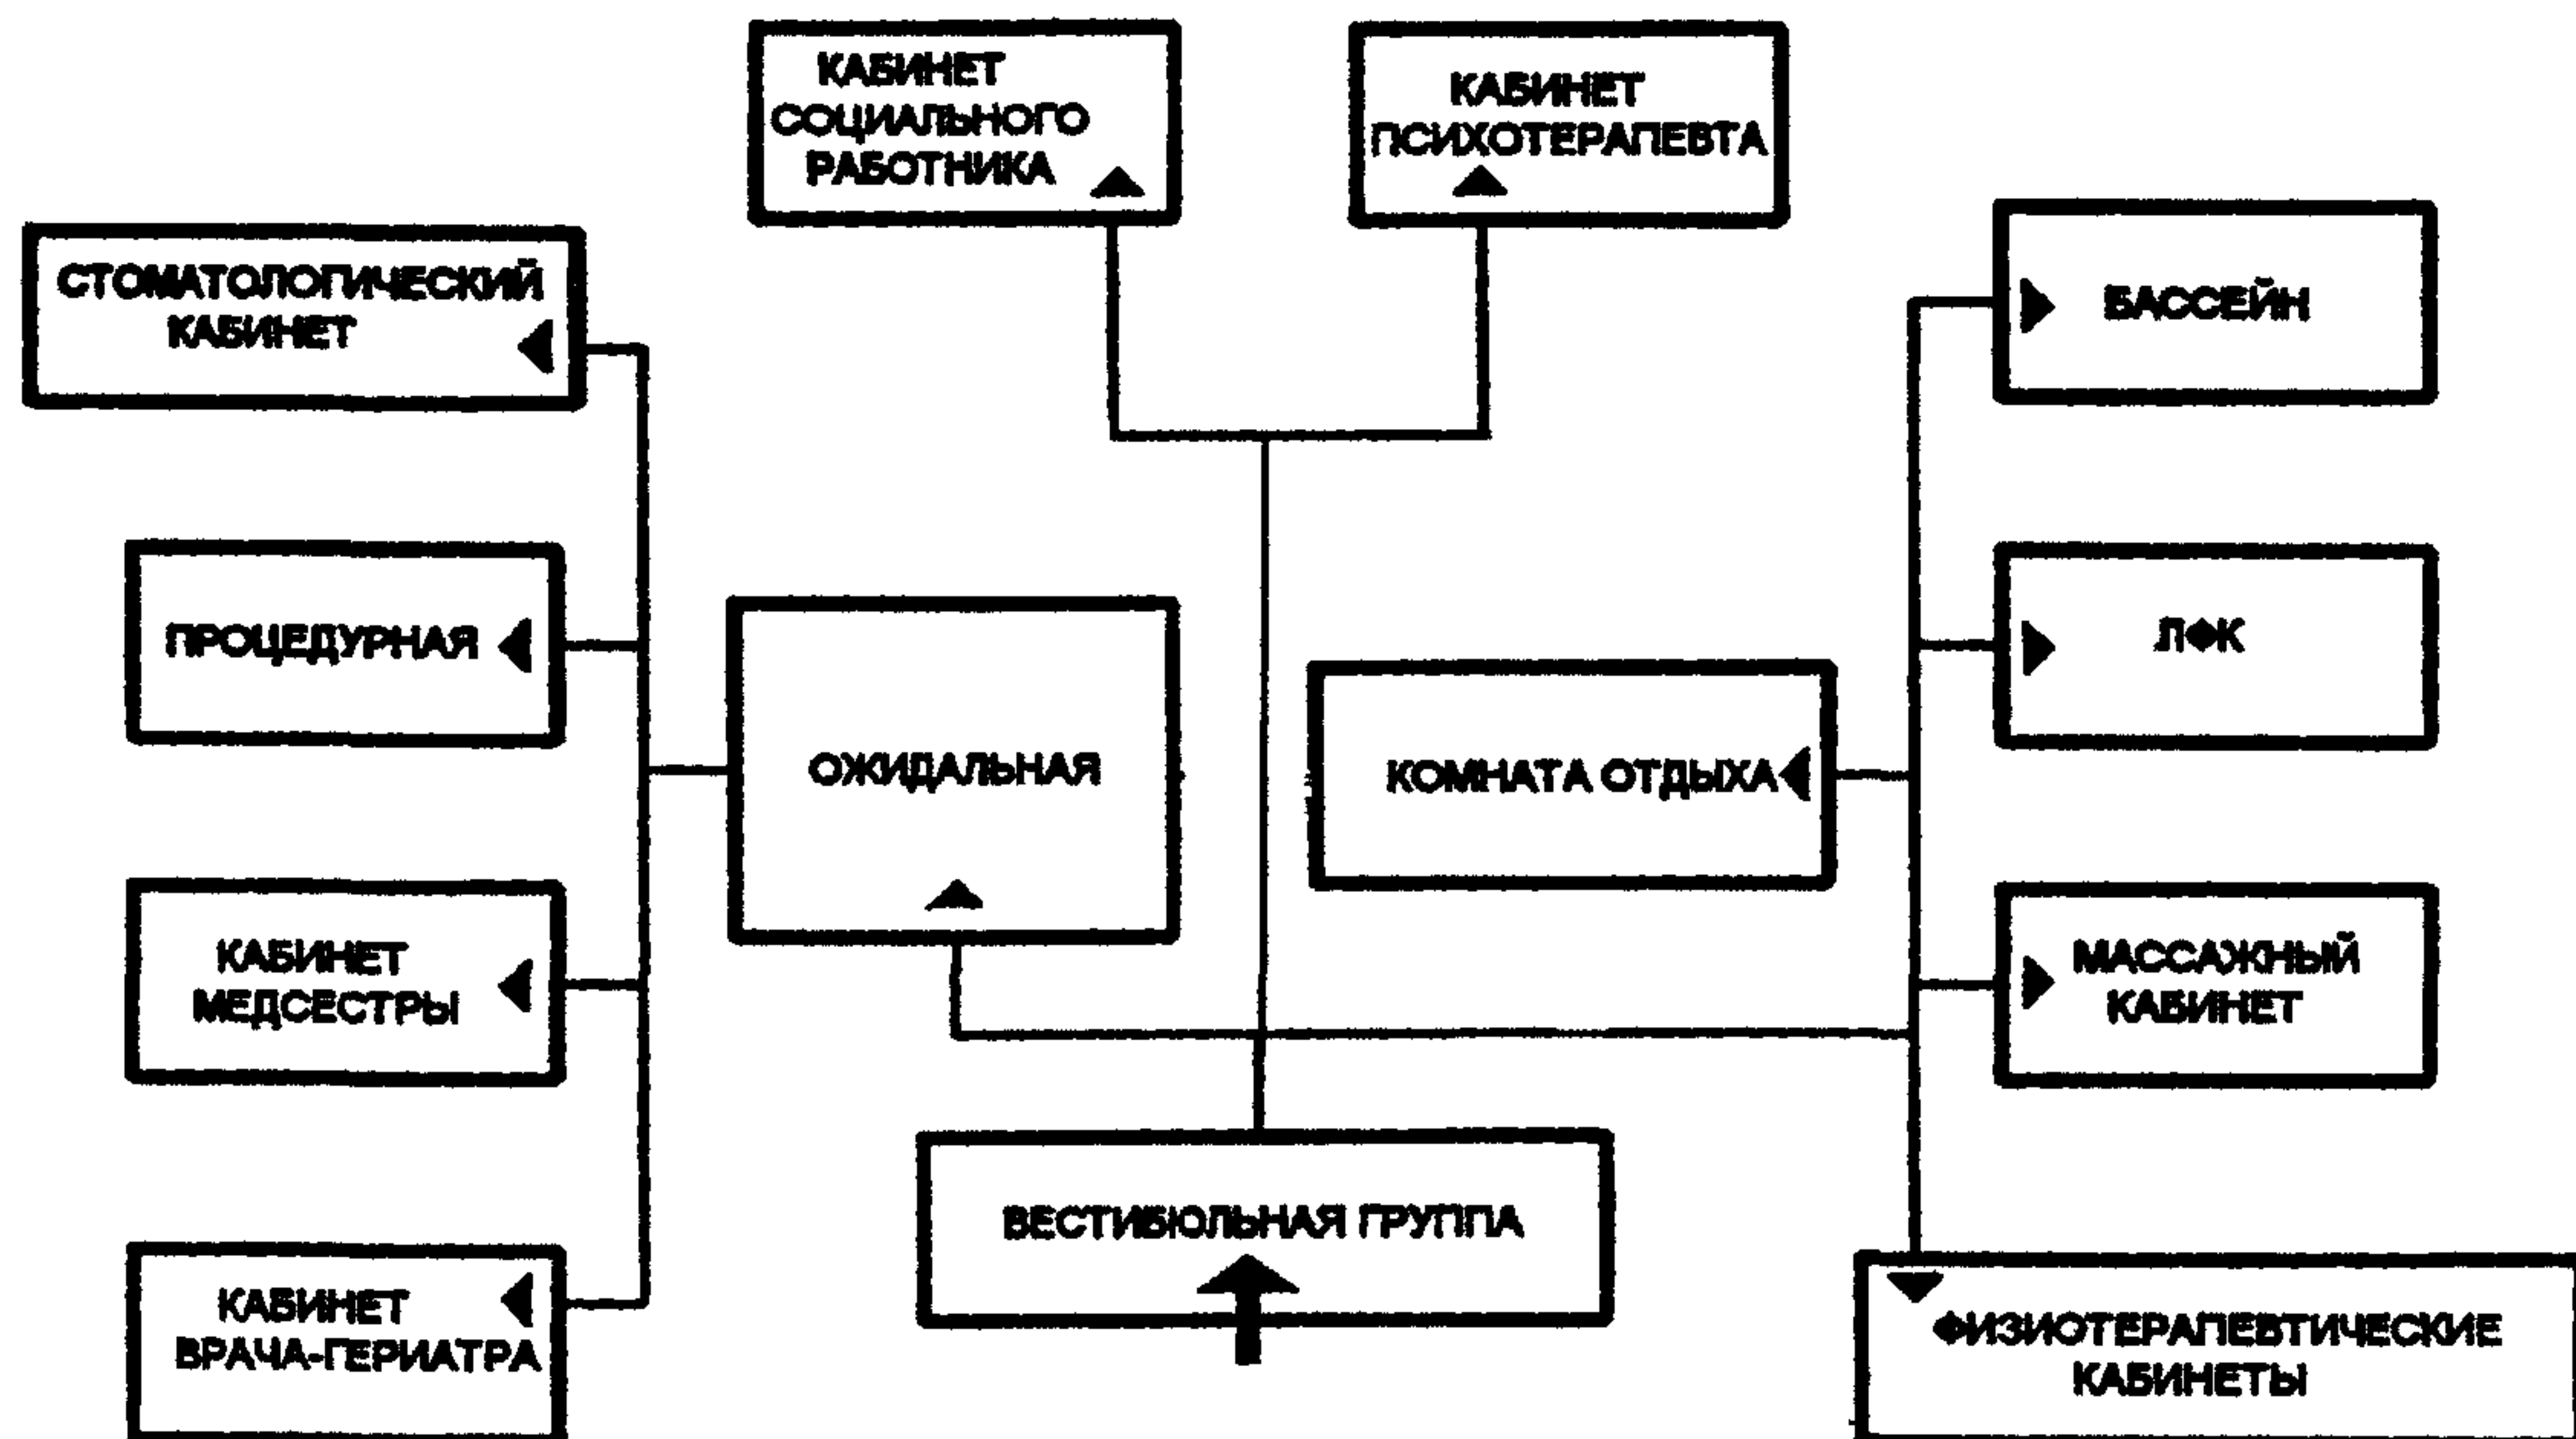 КАБИНЕТ
СОЦИАЛЬНОГО
РАБОТНИКА
КАБИНЕТ
ПСИХОТЕРАПЕВТА
СТОМАТОЛОГИЧЕСКИЙ
КАБИНЕТ
БАССЕЙН
ПРОЦЕДУРНАЯ
ЛФК
ОЖИДАЛЬНАЯ
КОМНАТА ОТДЫХА
КАБИНЕТ
МЕДСЕСТРЫ
МАССАЖНЫЙ
КАБИНЕТ
ВЕСТИБЮЛЬНАЯ ГРУППА
КАБИНЕТ
ВРАЧА-ГЕРИАТРА
ФИЗИОТЕРАПЕВТИЧЕСКИЕ
КАБИНЕТЫ